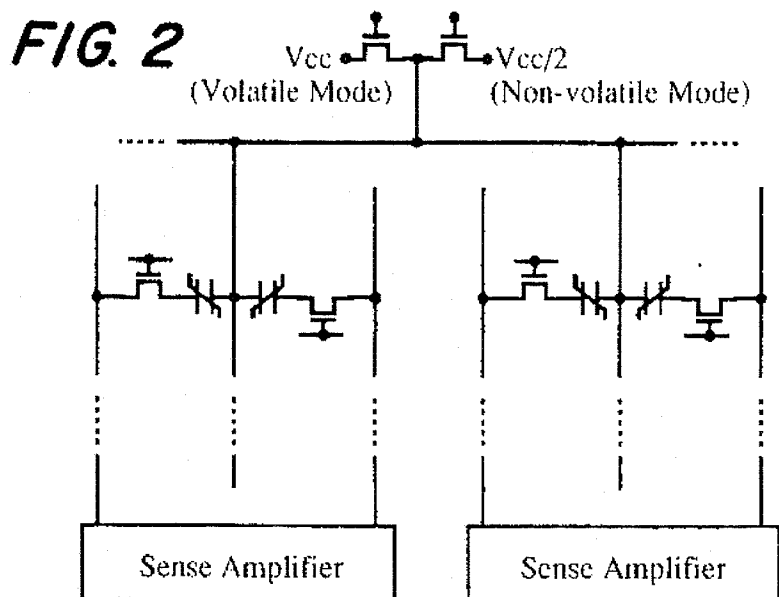 FIG. 2
Vcc Vcc/2
(Volatile Mode) (Non-volatile Mode)
Sense Amplifier Sense Amplifier